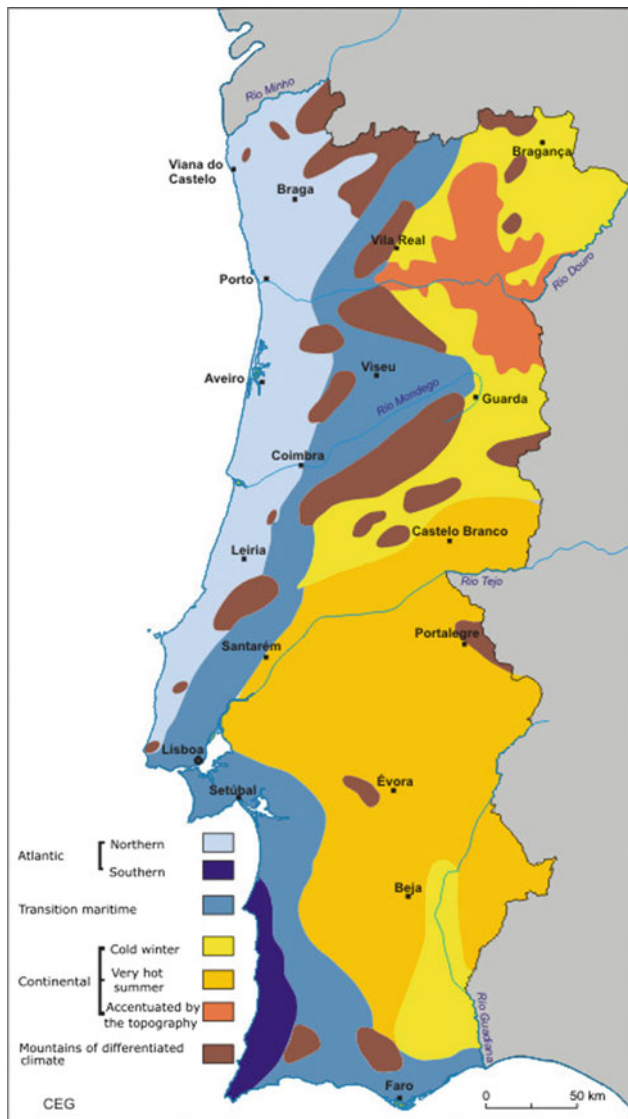 Rio Minho
Bragança
Viana do
Castelo
Braga
Vila Real
Rio Douro
Porto
Viseu
Aveiro
Rio Mondego
Guarda
Coimbra
Castelo Branco
Leiria
Rio Tejo
Portalegre
Santarém
Lisboa
Évora
Setúbal
Beja
Rio Guadiana
Faro
Atlantic
Northern
Southern
Transition maritime
Continental
Cold winter
Very hot
summer
Accentuated by
the topography
Mountains of differentiated
climate
CEG
0 50 km